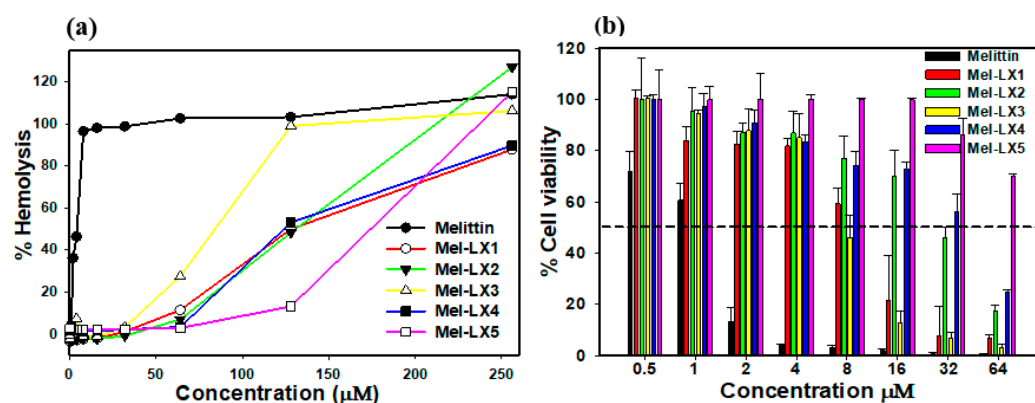 (a)
% Hemolysis
120
100
80
60
40
20
0
0 50 100 150 200 250
Concentration (μM)
Melittin
Mel-LX1
Mel-LX2
Mel-LX3
Mel-LX4
Mel-LX5
(b)
% Cell viability
120
100
80
60
40
20
0
0.5 1 2 4 8 16 32 64
Concentration μM
Melittin
Mel-LX1
Mel-LX2
Mel-LX3
Mel-LX4
Mel-LX5